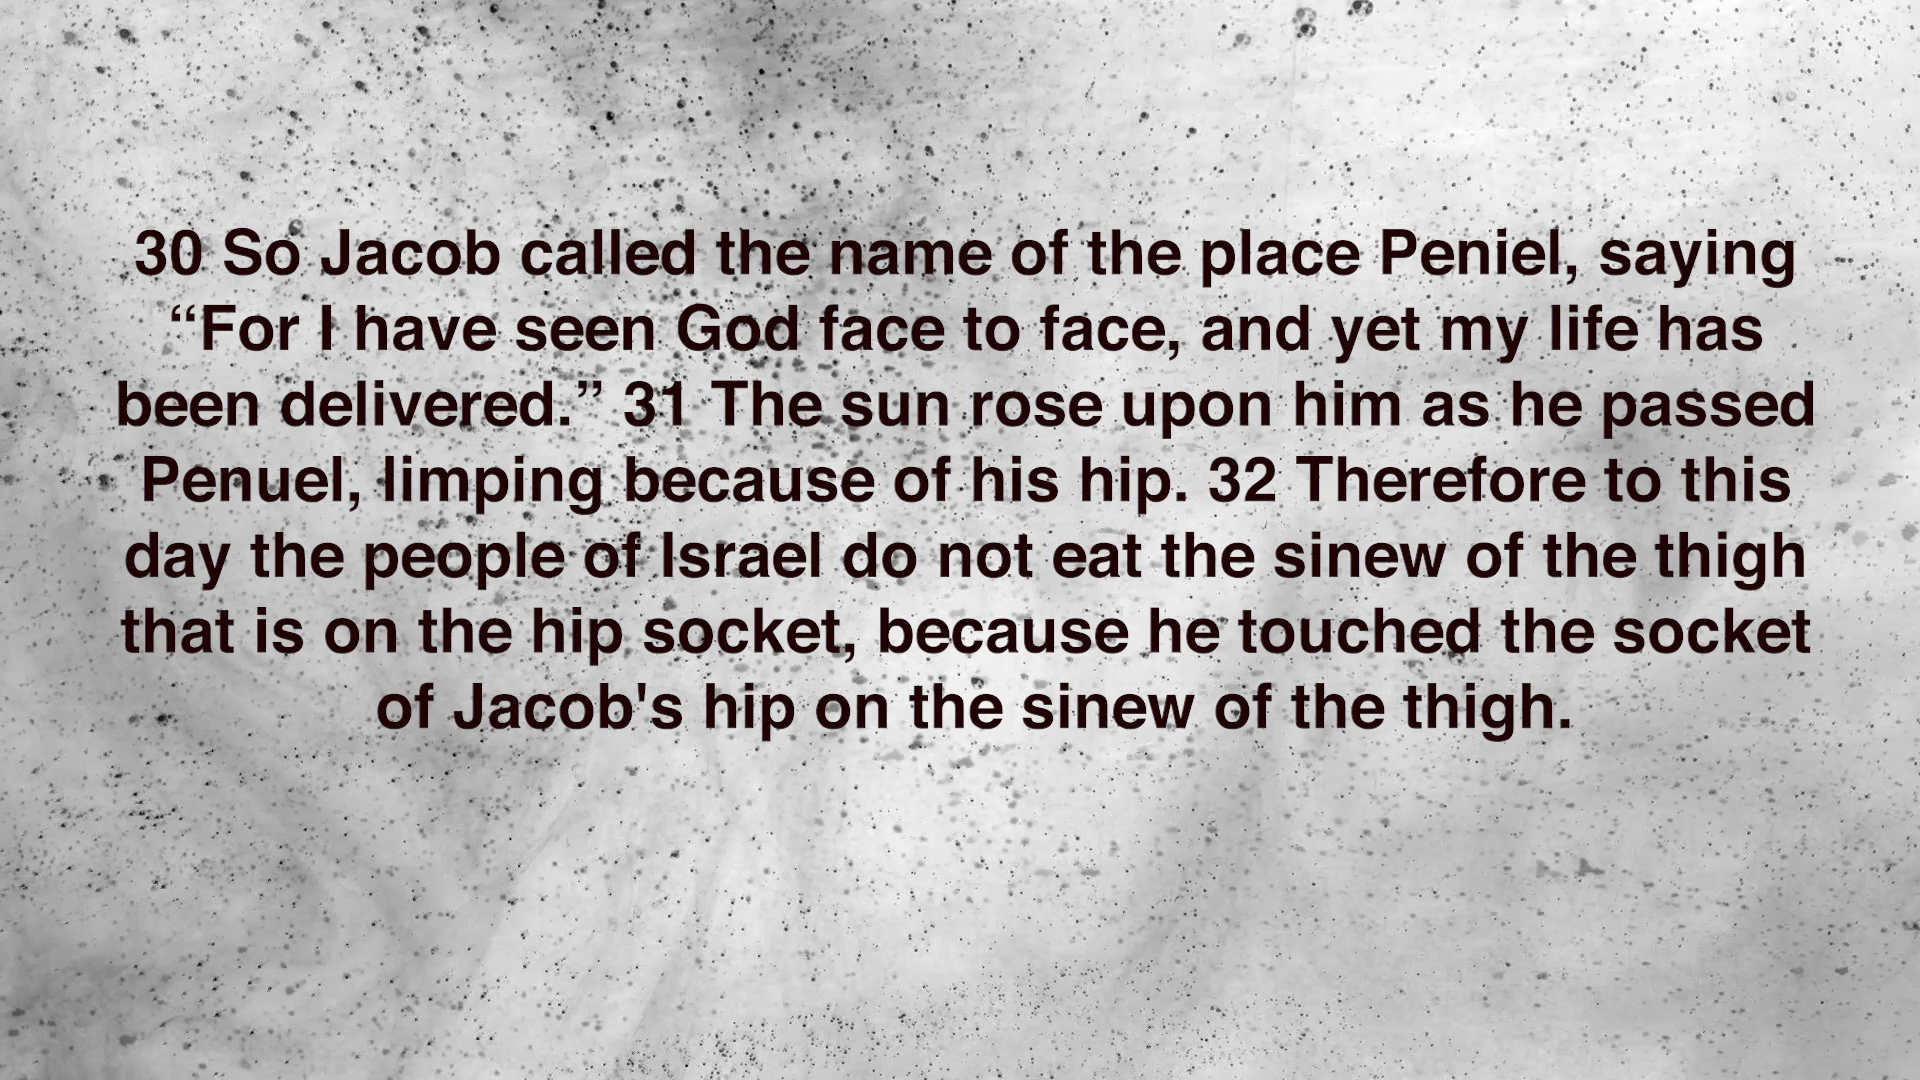 30 So Jacob called the name of the place Peniel, saying
“For I have seen God face to face, and yet my life has
been delivered.” 31 The sun rose upon him as he passed
Penuel, limping because of his hip. 32 Therefore to this
day the people of Israel do not eat the sinew of the thigh
that is on the hip socket, because he touched the socket
of Jacob's hip on the sinew of the thigh.